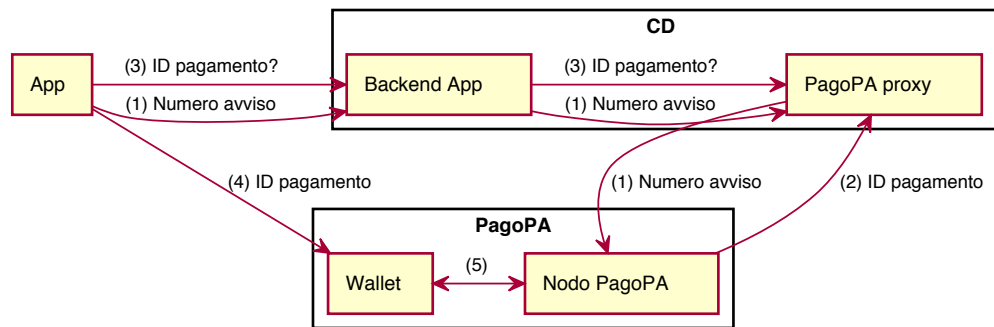 CD
App
(3) ID pagamento?
Backend App
(3) ID pagamento?
PagoPA proxy
(1) Numero avviso
(1) Numero avviso
(4) ID pagamento
(1) Numero avviso
(2) ID pagamento
PagoPA
Wallet
(5)
Nodo PagoPA